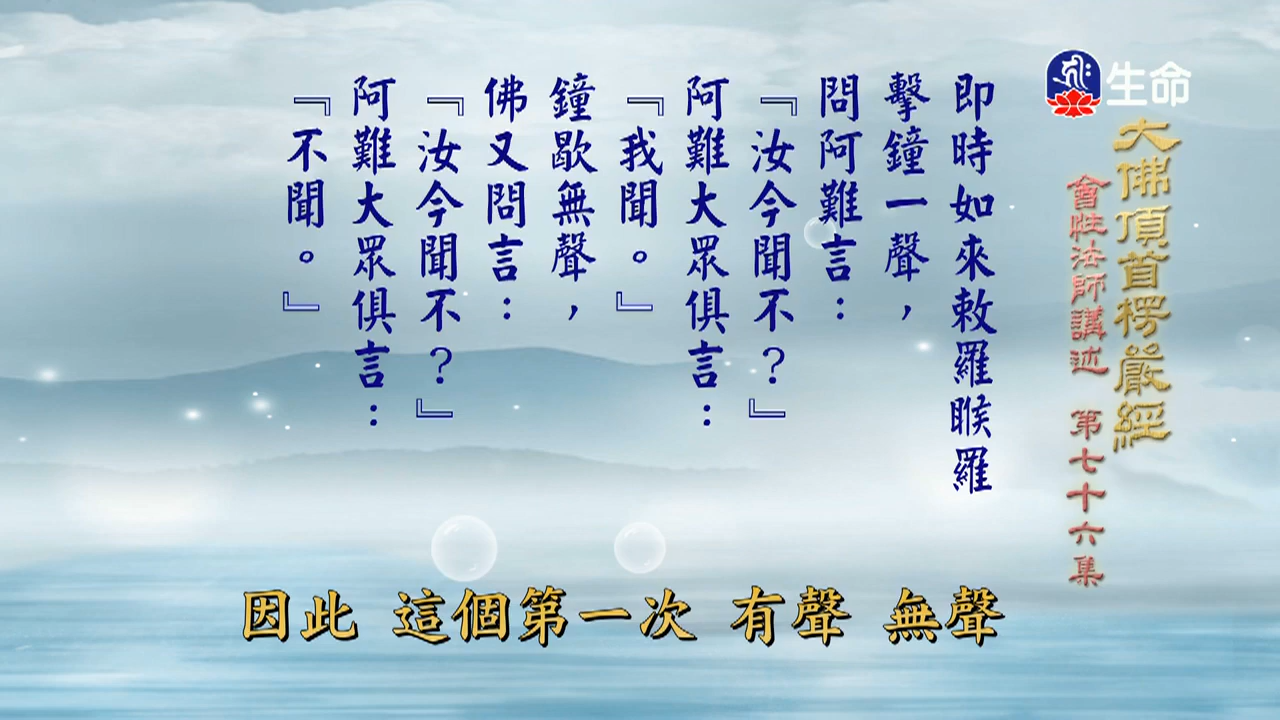 生命
大佛頂首楞嚴經
會性法師講述 第七十六集
即時如來敕羅睺羅
擊鐘一聲，
問阿難言：
『汝今聞不？』
阿難大眾俱言：
『我聞。』
鐘歇無聲，
佛又問言：
『汝今聞不？』
阿難大眾俱言：
『不聞。』
因此 這個第一次 有聲 無聲